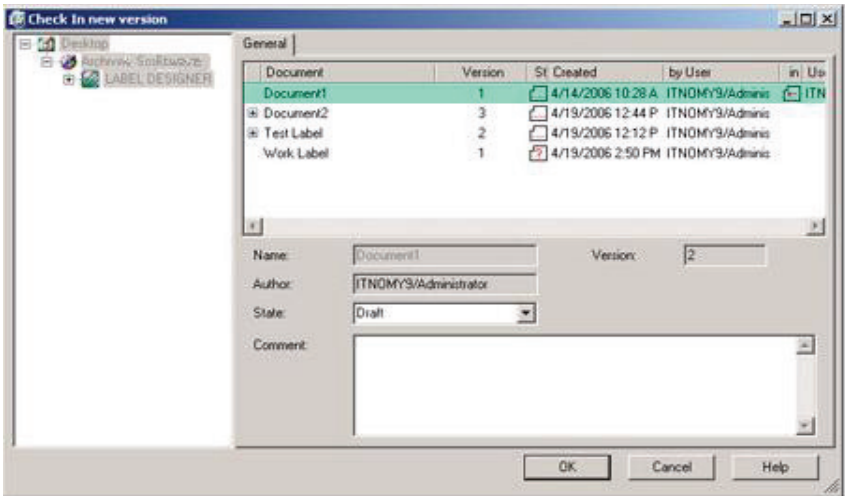 Check In new version
Desktop
LABEL DESIGNER
General
Document Version St Created by User in Use
Document1 1 4/14/2006 10:28 A ITNOMY9/Adminis ITN
Document2 3 4/19/2006 12:44 P ITNOMY9/Adminis
Test Label 2 4/19/2006 12:12 P ITNOMY9/Adminis
Work Label 1 4/19/2006 2:50 PM ITNOMY9/Adminis
Name: Document1 Version: 2
Author: ITNOMY9/Administrator
State: Draft
Comment:
OK Cancel Help